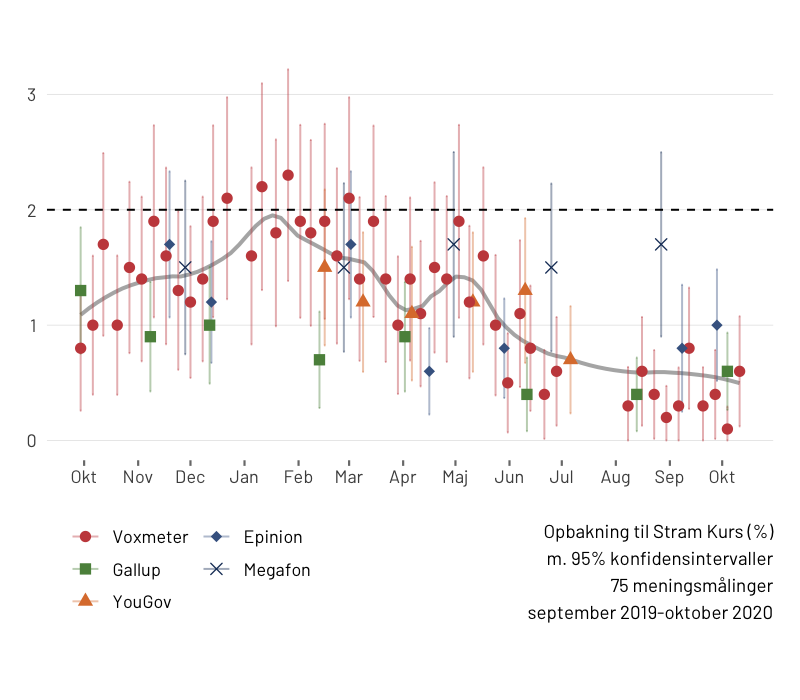 3
2
1
0
Okt Nov Dec Jan Feb Mar Apr Maj Jun Jul Aug Sep Okt
Voxmeter Epinion
Gallup Megafon
YouGov
Opbakning til Stram Kurs (%)
m. 95% konfidensintervaller
75 meningsmålinger
september 2019-oktober 2020